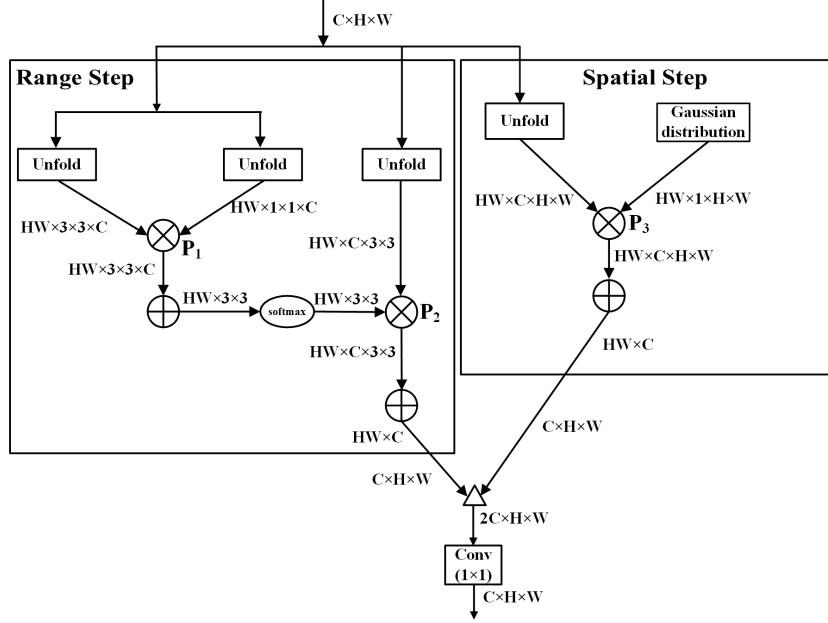 C×H×W
Range Step
Spatial Step
Unfold
Unfold
Unfold
Unfold
Gaussian
distribution
HW×3×3×C
HW×1×1×C
P1
HW×3×3×C
HW×C×3×3
HW×C×H×W
HW×1×H×W
P3
HW×C×H×W
HW×3×3
softmax
HW×3×3
P2
HW×C×3×3
HW×C
HW×C
C×H×W
C×H×W
2C×H×W
Conv
(1×1)
C×H×W